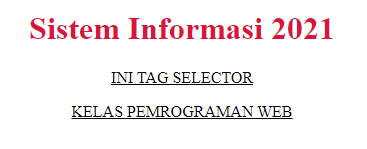 Sistem Informasi 2021
INI TAG SELECTOR
KELAS PEMROGRAMAN WEB